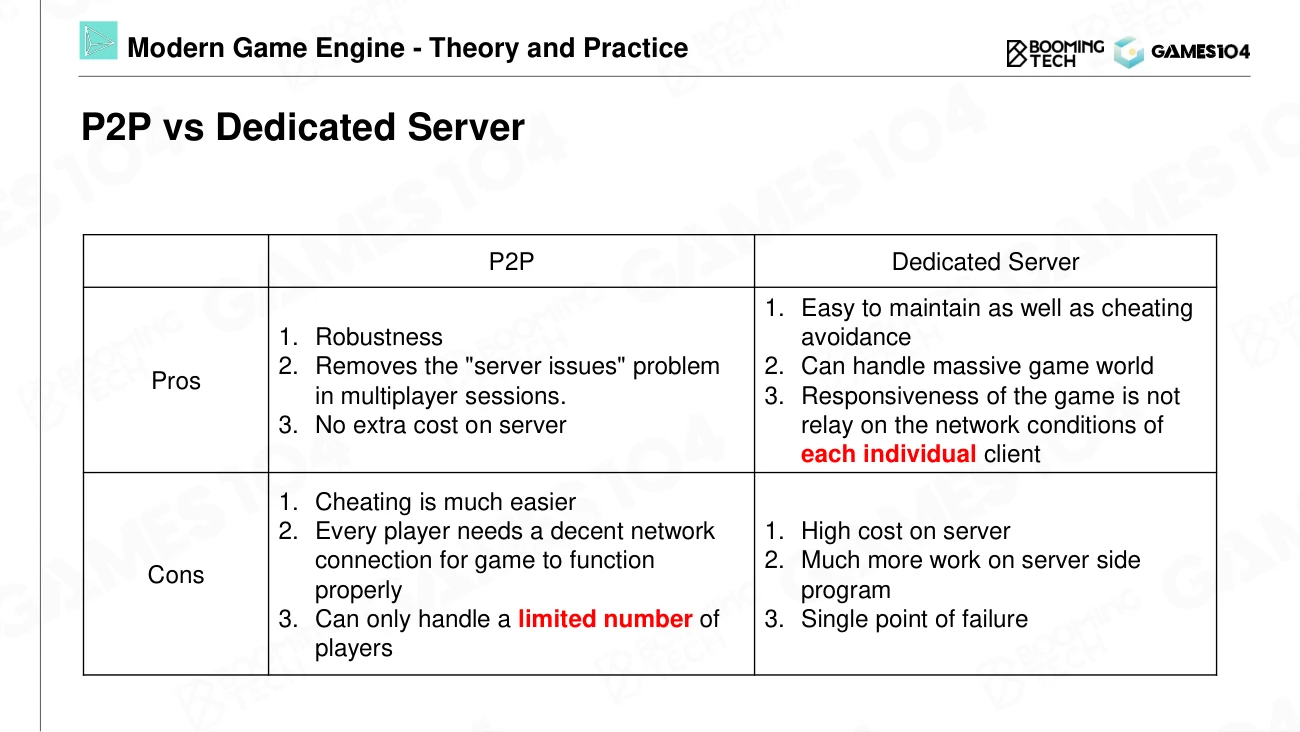 Modern Game Engine - Theory and Practice
BOOMING
TECH
GAMES104
P2P vs Dedicated Server
P2P
Dedicated Server
Pros
1. Robustness
2. Removes the "server issues" problem
in multiplayer sessions.
3. No extra cost on server
1. Easy to maintain as well as cheating
avoidance
2. Can handle massive game world
3. Responsiveness of the game is not
relay on the network conditions of
each individual client
Cons
1. Cheating is much easier
2. Every player needs a decent network
connection for game to function
properly
3. Can only handle a limited number of
players
1. High cost on server
2. Much more work on server side
program
3. Single point of failure